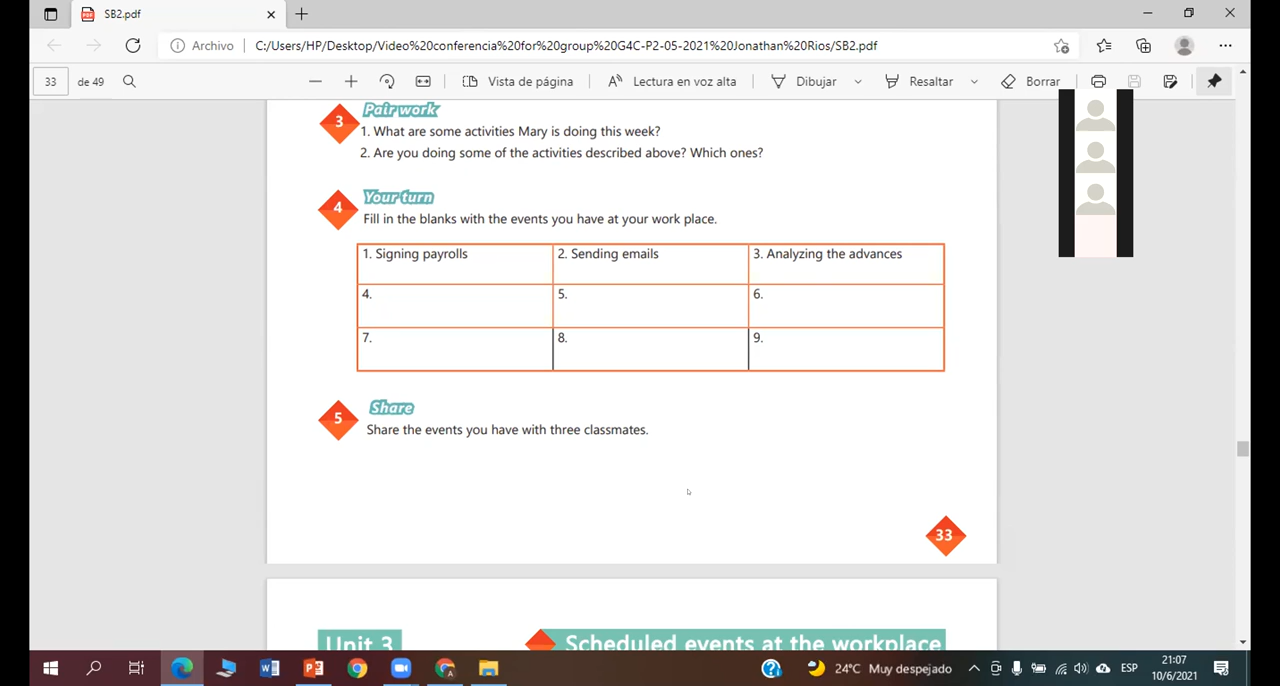 SB2.pdf
Archivo C:/Users/HP/Desktop/Video%20conferencia%20for%20group%20G4C-P2-05-2021%20Jonathan%20Rios/SB2.pdf
33 de 49 Vista de página Lectura en voz alta Dibujar Resaltar Borrar
3 Pair work
1. What are some activities Mary is doing this week?
2. Are you doing some of the activities described above? Which ones?
4 Your turn
Fill in the blanks with the events you have at your work place.
1. Signing payrolls 2. Sending emails 3. Analyzing the advances
4. 5. 6.
7. 8. 9.
5 Share
Share the events you have with three classmates.
33
Unit 3 Scheduled events at the workplace
24°C Muy despejado ESP 21:07
10/6/2021